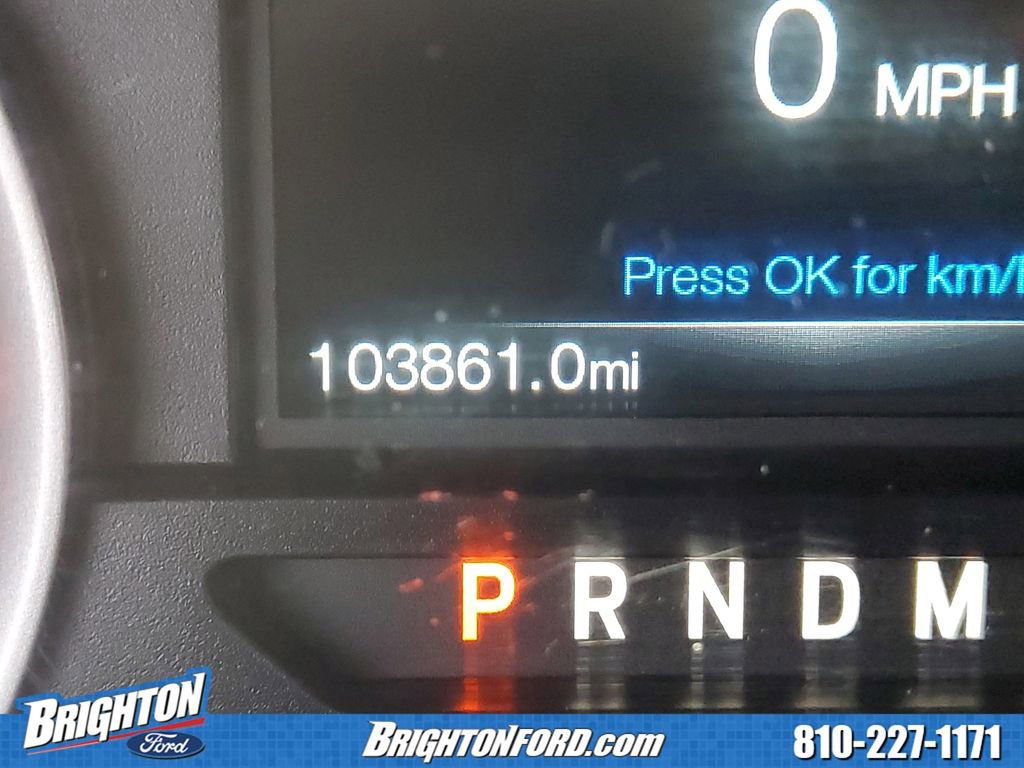 0 MPH
Press OK for km/
103861.0mi
P R N D M
BRIGHTON
Ford
BRIGHTONFORD.com
810-227-1171